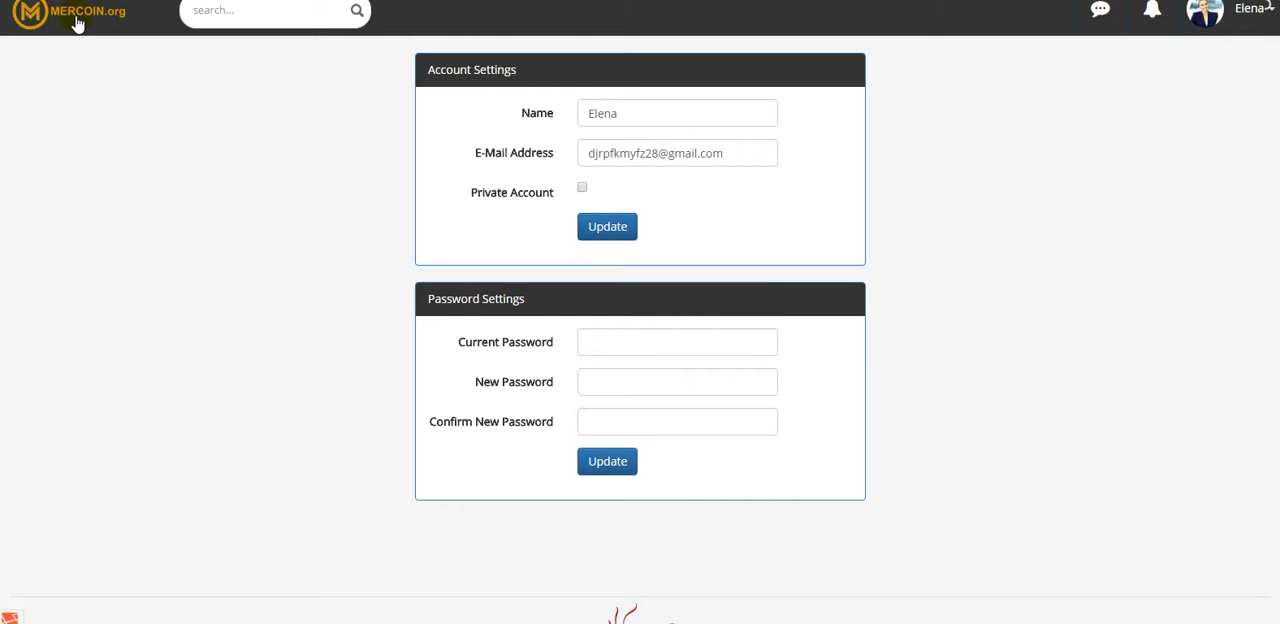 MERCOIN.org
search...
Elena
Account Settings
Name
Elena
E-Mail Address
djrpfkmyfz28@gmail.com
Private Account
Update
Password Settings
Current Password
New Password
Confirm New Password
Update